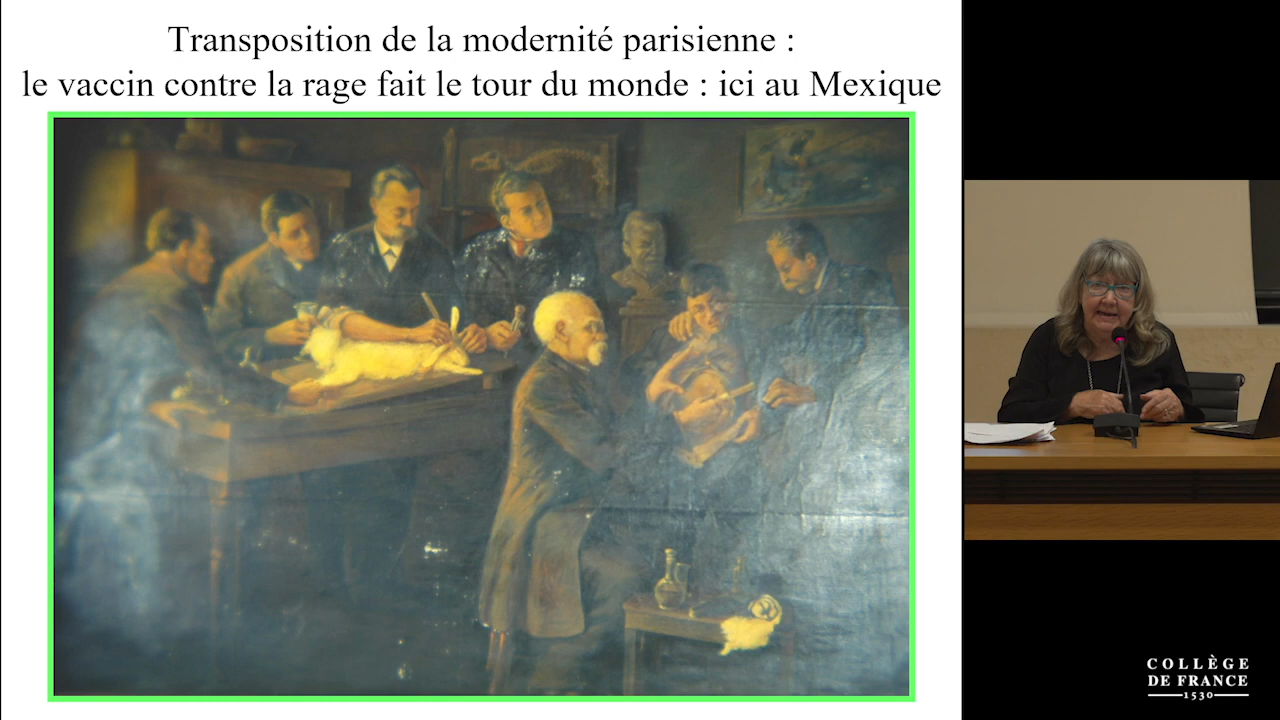 Transposition de la modernité parisienne :
le vaccin contre la rage fait le tour du monde : ici au Mexique
COLLÈGE
DE FRANCE
1530